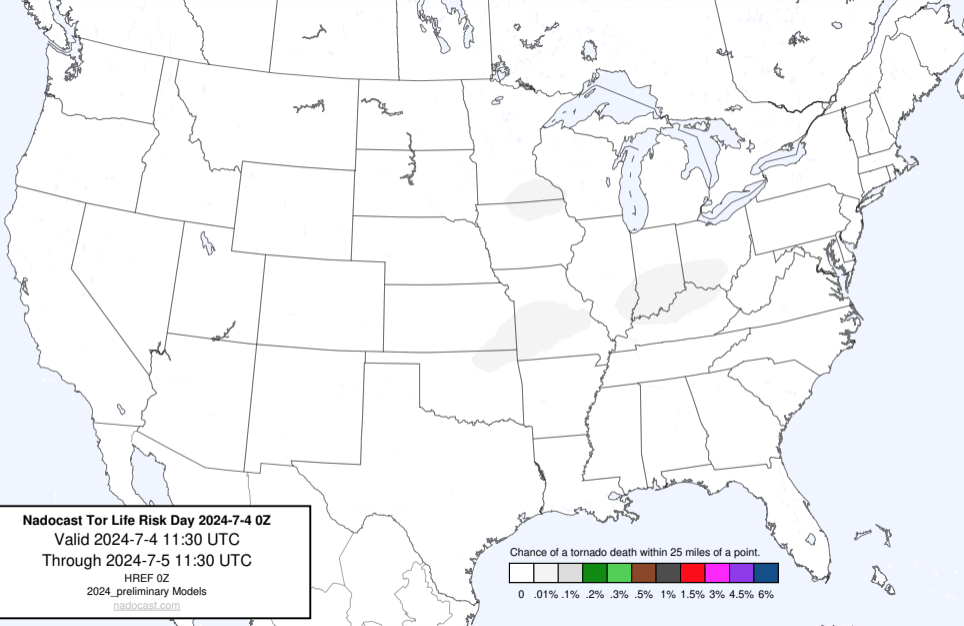 Nadocast Tor Life Risk Day 2024-7-4 0Z
Valid 2024-7-4 11:30 UTC
Through 2024-7-5 11:30 UTC
HREF 0Z
2024_preliminary Models
nadocast.com
Chance of a tornado death within 25 miles of a point.
0 .01% .1% .2% .3% .5% 1% 1.5% 3% 4.5% 6%